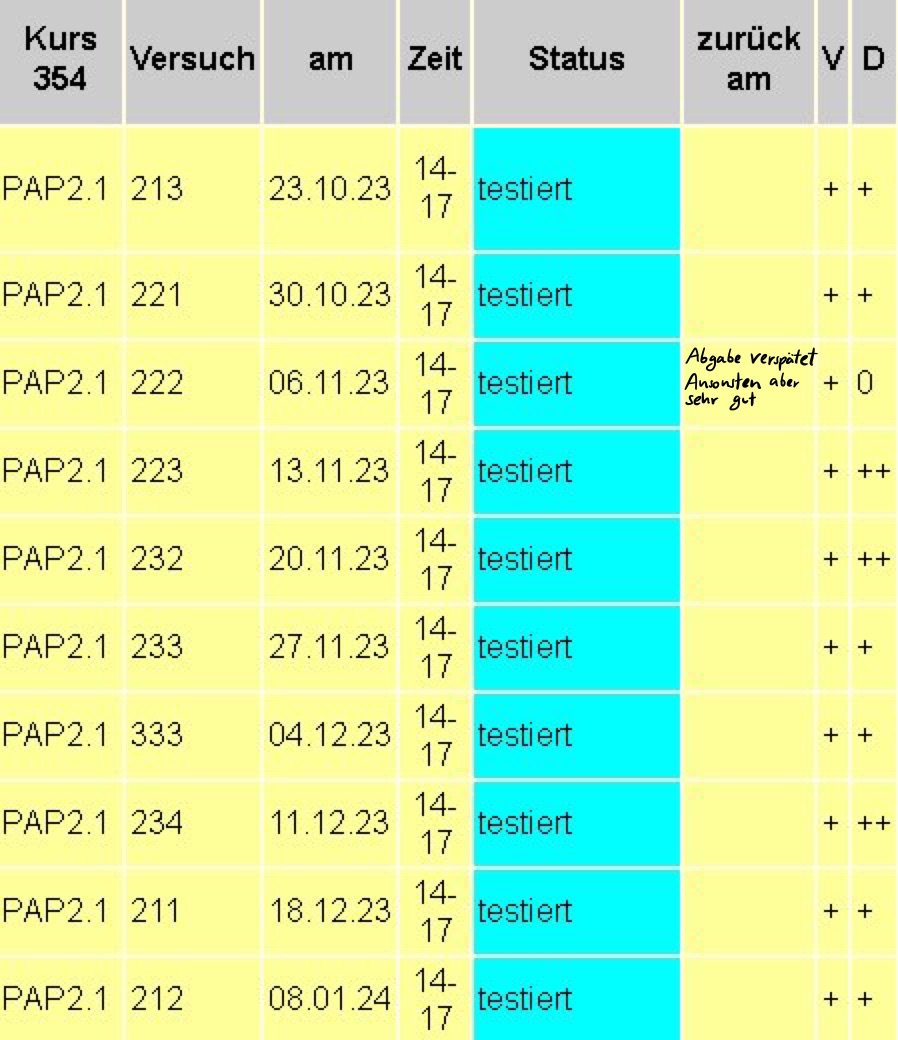 Kurs 354 Versuch am Zeit Status zurück am V D
PAP2.1 213 23.10.23 14-17 testiert + +
PAP2.1 221 30.10.23 14-17 testiert + +
PAP2.1 222 06.11.23 14-17 testiert Abgabe verspätet Ansonsten aber sehr gut + 0
PAP2.1 223 13.11.23 14-17 testiert + ++
PAP2.1 232 20.11.23 14-17 testiert + ++
PAP2.1 233 27.11.23 14-17 testiert + +
PAP2.1 333 04.12.23 14-17 testiert + +
PAP2.1 234 11.12.23 14-17 testiert + ++
PAP2.1 211 18.12.23 14-17 testiert + +
PAP2.1 212 08.01.24 14-17 testiert + +